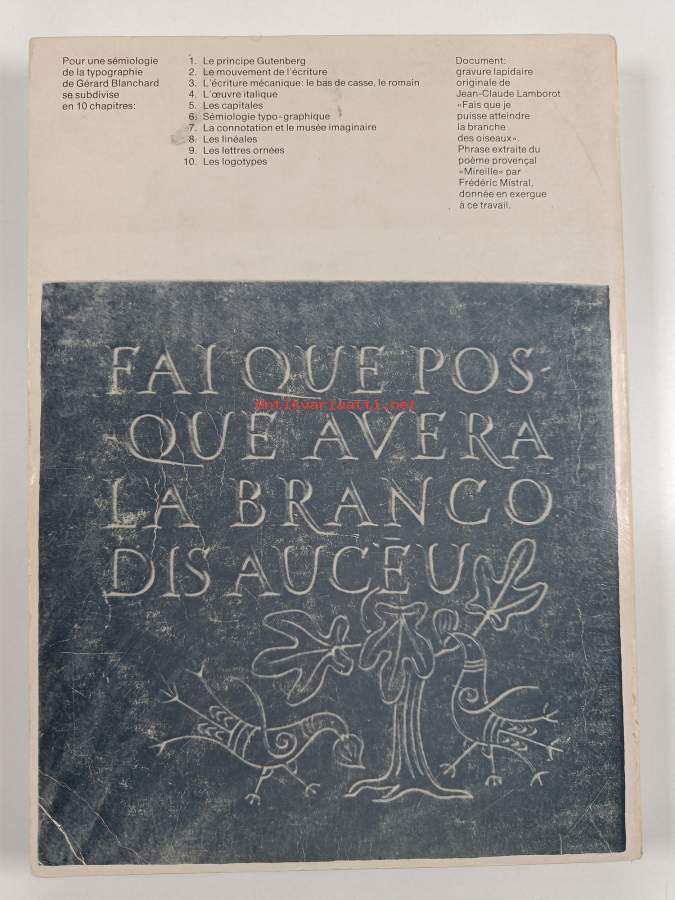 Pour une sémiologie
de la typographie
de Gérard Blanchard
se subdivise
en 10 chapitres:
1. Le principe Gutenberg
2. Le mouvement de l'écriture
3. L'écriture mécanique: le bas de casse, le romain
4. L'œuvre italique
5. Les capitales
6. Sémiologie typo-graphique
7. La connotation et le musée imaginaire
8. Les linéales
9. Les lettres ornées
10. Les logotypes
Document:
gravure lapidaire
originale de
Jean-Claude Lamborot
«Fais que je
puisse atteindre
la branche
des oiseaux».
Phrase extraite du
poème provençal
«Mireille» par
Frédéric Mistral,
donnée en exergue
à ce travail.
FAI QUE POS·
Antikvariaatti.net
·QUE AVERA
LA BRANCO
DIS AUCÈU